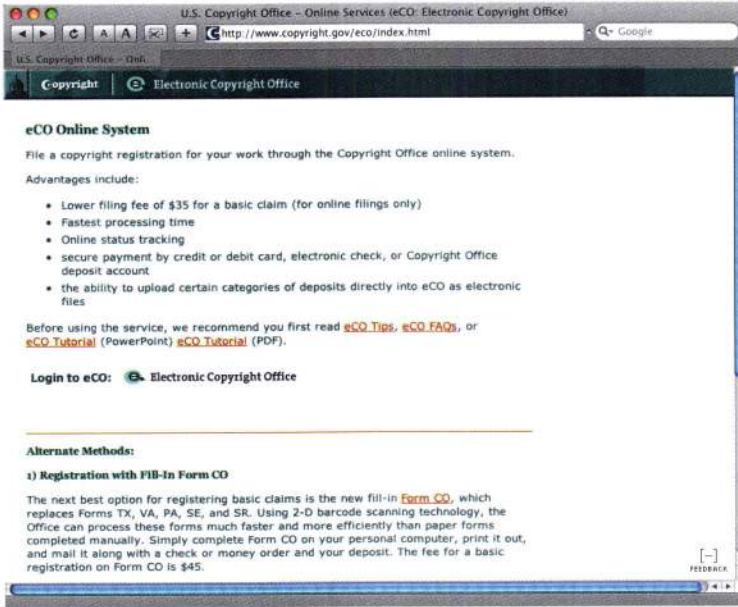 U.S. Copyright Office – Online Services (eCO: Electronic Copyright Office)
A A + http://www.copyright.gov/eco/index.html Google
U.S. Copyright Office – Onli...
Copyright Electronic Copyright Office
eCO Online System
File a copyright registration for your work through the Copyright Office online system.
Advantages include:
• Lower filing fee of $35 for a basic claim (for online filings only)
• Fastest processing time
• Online status tracking
• secure payment by credit or debit card, electronic check, or Copyright Office
deposit account
• the ability to upload certain categories of deposits directly into eCO as electronic
files
Before using the service, we recommend you first read eCO Tips, eCO FAQs, or
eCO Tutorial (PowerPoint) eCO Tutorial (PDF).
Login to eCO: Electronic Copyright Office
Alternate Methods:
1) Registration with Fill-In Form CO
The next best option for registering basic claims is the new fill-in Form CO, which
replaces Forms TX, VA, PA, SE, and SR. Using 2-D barcode scanning technology, the
Office can process these forms much faster and more efficiently than paper forms
completed manually. Simply complete Form CO on your personal computer, print it out,
and mail it along with a check or money order and your deposit. The fee for a basic
registration on Form CO is $45.
[-]
FEEDBACK